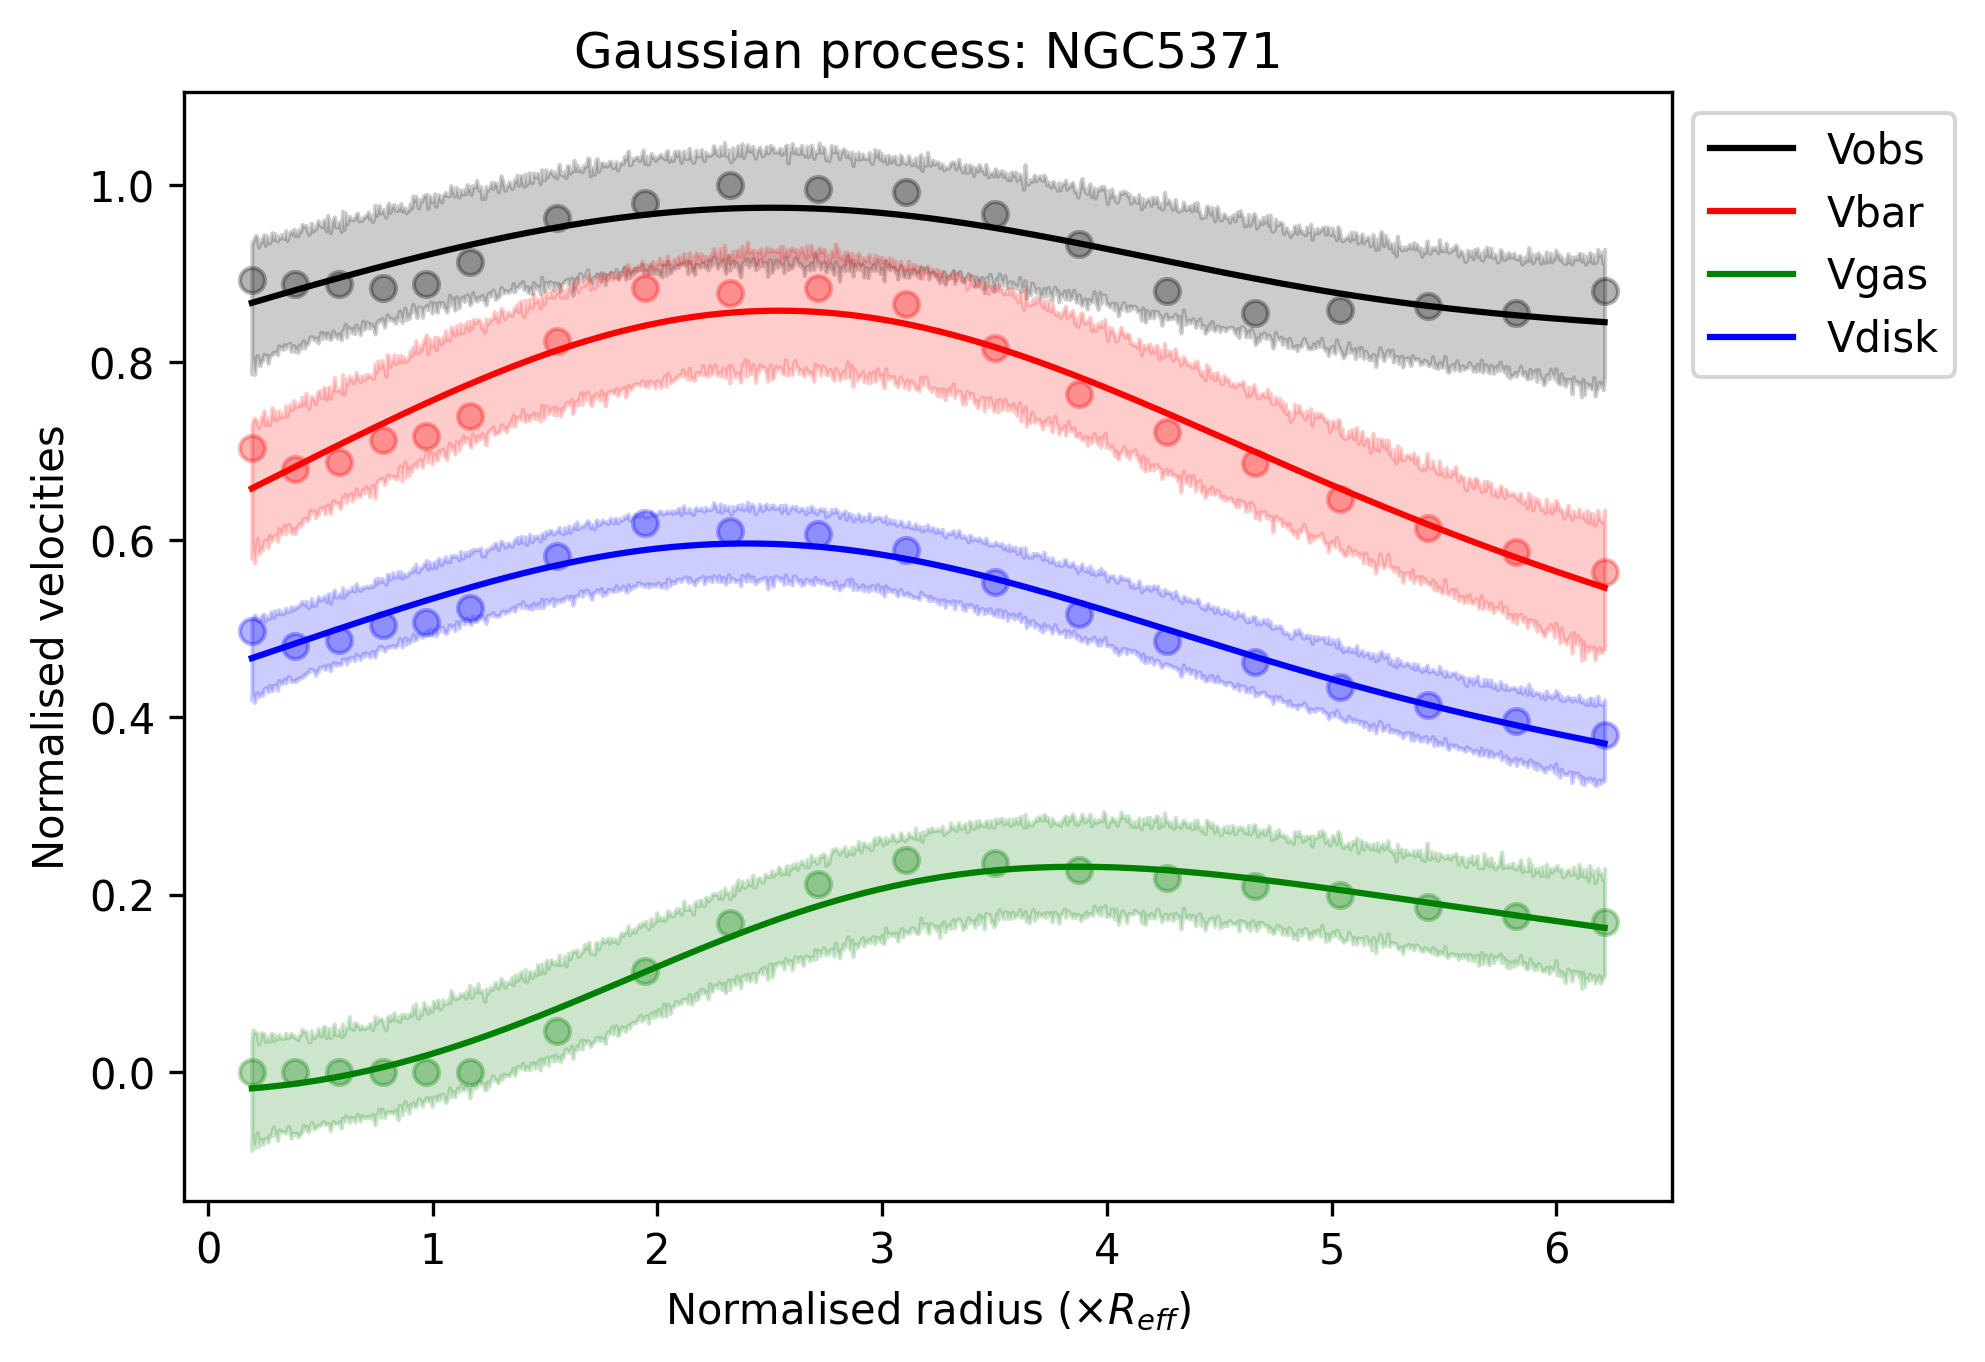 Gaussian process: NGC5371
Vobs
Vbar
Vgas
Vdisk
Normalised velocities
1.0
0.8
0.6
0.4
0.2
0.0
0 1 2 3 4 5 6
Normalised radius (×R_eff)